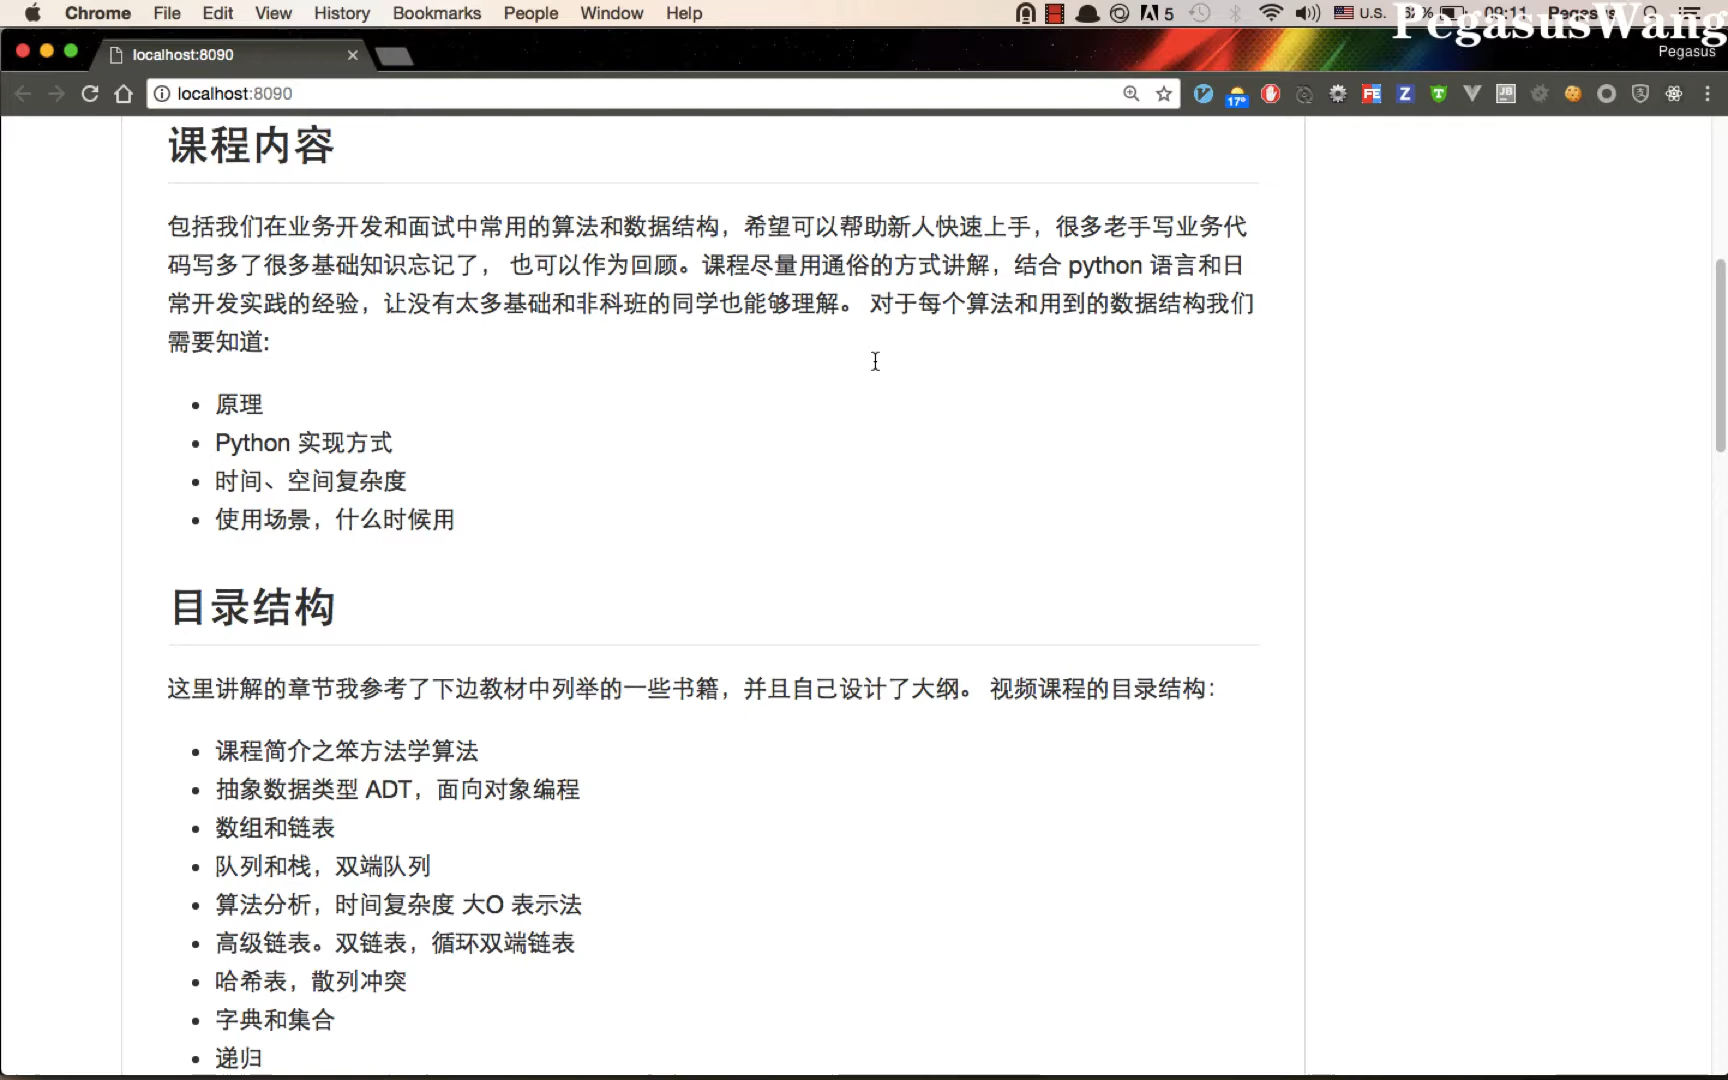 Chrome File Edit View History Bookmarks People Window Help
5 U.S.
PegasusWang
Pegasus
localhost:8090
localhost:8090
17°
FE
Z
JB
课程内容
包括我们在业务开发和面试中常用的算法和数据结构，希望可以帮助新人快速上手，很多老手写业务代
码写多了很多基础知识忘记了， 也可以作为回顾。课程尽量用通俗的方式讲解，结合 python 语言和日
常开发实践的经验，让没有太多基础和非科班的同学也能够理解。 对于每个算法和用到的数据结构我们
需要知道:
原理
Python 实现方式
时间、空间复杂度
使用场景，什么时候用
目录结构
这里讲解的章节我参考了下边教材中列举的一些书籍，并且自己设计了大纲。 视频课程的目录结构：
课程简介之笨方法学算法
抽象数据类型 ADT，面向对象编程
数组和链表
队列和栈，双端队列
算法分析，时间复杂度 大O 表示法
高级链表。双链表，循环双端链表
哈希表，散列冲突
字典和集合
递归